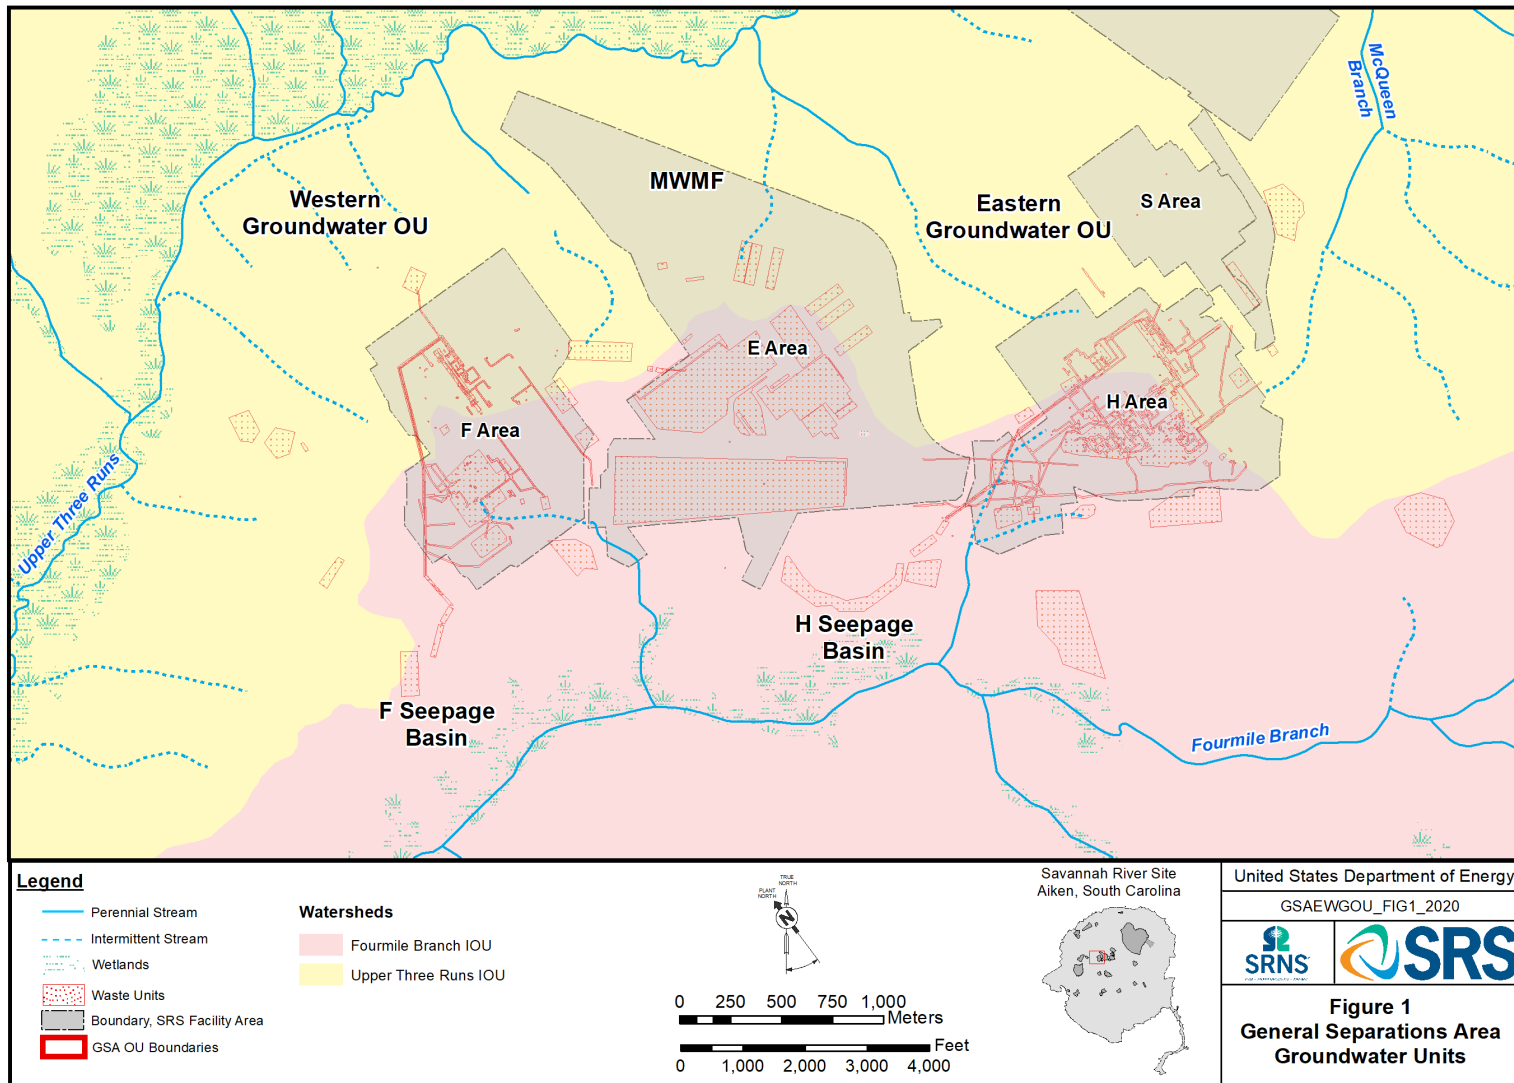 McQueen
Branch
MWMF
Western
Groundwater OU
Eastern
Groundwater OU
S Area
E Area
H Area
F Area
Upper Three Runs
H Seepage
Basin
F Seepage
Basin
Fourmile Branch
Legend
Perennial Stream
Intermittent Stream
Wetlands
Waste Units
Boundary, SRS Facility Area
GSA OU Boundaries
Watersheds
Fourmile Branch IOU
Upper Three Runs IOU
TRUE
NORTH
PLANT
NORTH
N
0 250 500 750 1,000
Meters
Feet
0 1,000 2,000 3,000 4,000
Savannah River Site
Aiken, South Carolina
United States Department of Energy
GSAEWGOU_FIG1_2020
SRNS
SRS
Figure 1
General Separations Area
Groundwater Units